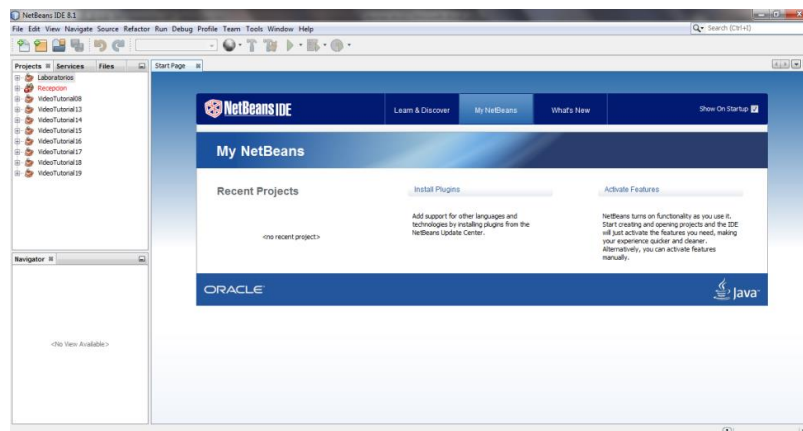 NetBeans IDE 8.1
File Edit View Navigate Source Refactor Run Debug Profile Team Tools Window Help
Search (Ctrl+I)
Projects Services Files
Start Page
Laboratorios
Recepcion
VideoTutorial08
VideoTutorial13
VideoTutorial14
VideoTutorial15
VideoTutorial16
VideoTutorial17
VideoTutorial18
VideoTutorial19
NetBeans IDE
Learn & Discover
My NetBeans
What's New
Show On Startup
My NetBeans
Recent Projects
<no recent project>
Install Plugins
Add support for other languages and
technologies by installing plugins from the
NetBeans Update Center.
Activate Features
NetBeans turns on functionality as you use it.
Start creating and opening projects and the IDE
will just activate the features you need, making
your experience quicker and cleaner.
Alternatively, you can activate features
manually.
ORACLE
Java
Navigator
<No View Available>